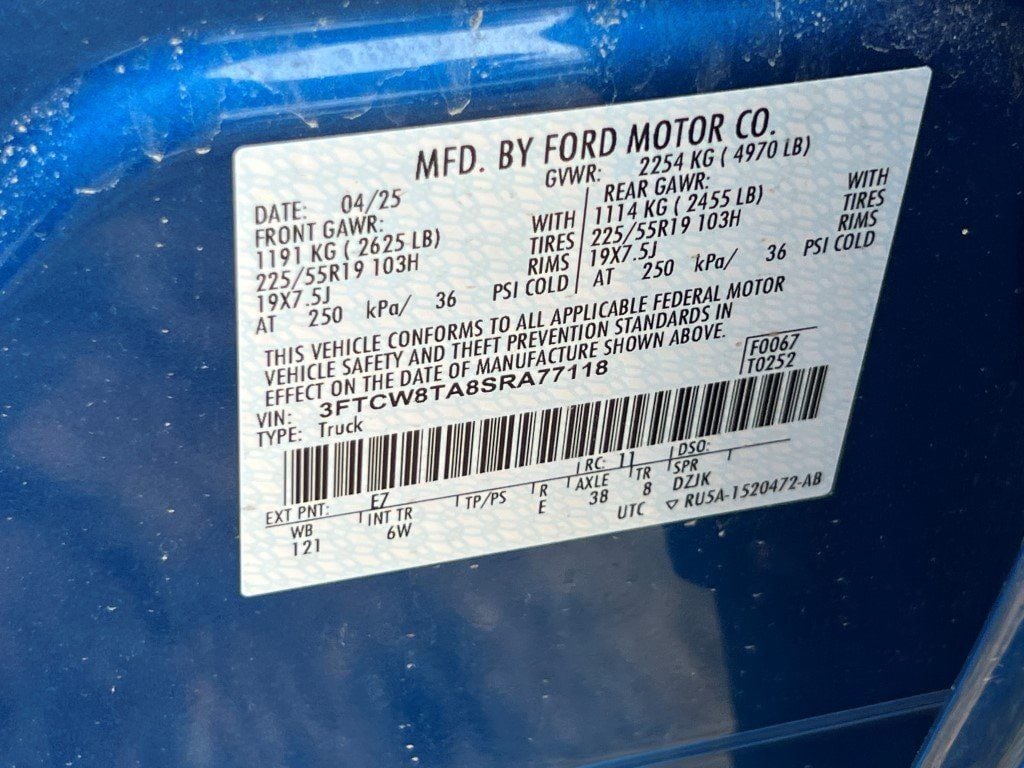 MFD. BY FORD MOTOR CO.
DATE: 04/25 GVWR: 2254 KG ( 4970 LB)
FRONT GAWR: REAR GAWR:
1191 KG ( 2625 LB) WITH 1114 KG ( 2455 LB) WITH
225/55R19 103H TIRES 225/55R19 103H TIRES
19X7.5J RIMS 19X7.5J RIMS
AT 250 kPa/ 36 PSI COLD AT 250 kPa/ 36 PSI COLD
THIS VEHICLE CONFORMS TO ALL APPLICABLE FEDERAL MOTOR
VEHICLE SAFETY AND THEFT PREVENTION STANDARDS IN
EFFECT ON THE DATE OF MANUFACTURE SHOWN ABOVE.
F0067
VIN: 3FTCW8TA8SRA77118 T0252
TYPE: Truck
EXT PNT: E7 RC: 11 DSO:
WB INT TR TP/PS R AXLE TR SPR
121 6W E 38 8 DZJK
UTC ▽ RU5A-1520472-AB